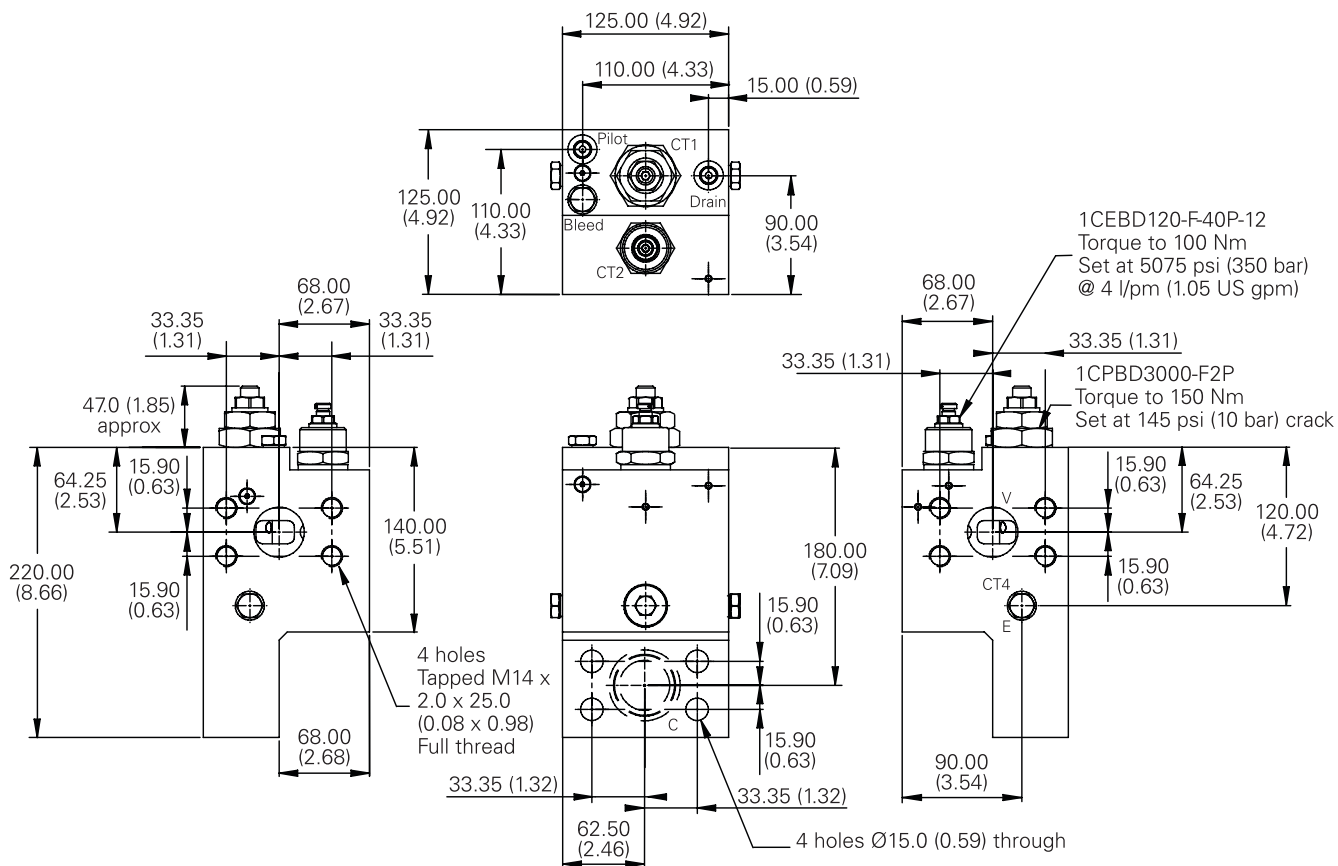 125.00 (4.92)
110.00 (4.33)
15.00 (0.59)
Pilot
CT1
Drain
Bleed
CT2
125.00
(4.92)
110.00
(4.33)
90.00
(3.54)
1CEBD120-F-40P-12
Torque to 100 Nm
Set at 5075 psi (350 bar)
@ 4 l/pm (1.05 US gpm)
68.00
(2.67)
33.35
(1.31)
33.35
(1.31)
47.0 (1.85)
approx
15.90
(0.63)
64.25
(2.53)
220.00
(8.66)
15.90
(0.63)
140.00
(5.51)
4 holes
Tapped M14 x
2.0 x 25.0
(0.08 x 0.98)
Full thread
68.00
(2.68)
180.00
(7.09)
15.90
(0.63)
C
15.90
(0.63)
33.35 (1.32)
33.35 (1.32)
62.50
(2.46)
4 holes Ø15.0 (0.59) through
68.00
(2.67)
33.35 (1.31)
33.35 (1.31)
1CPBD3000-F2P
Torque to 150 Nm
Set at 145 psi (10 bar) crack
V
15.90
(0.63)
64.25
(2.53)
120.00
(4.72)
15.90
(0.63)
CT4
E
90.00
(3.54)